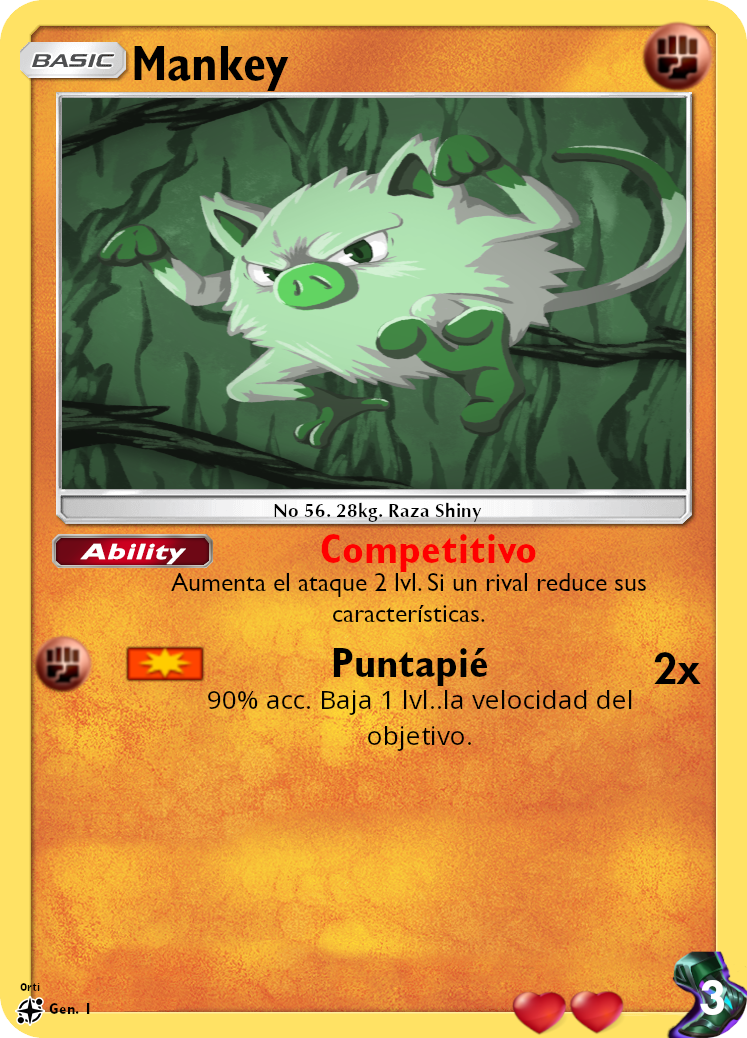 BASIC Mankey
No 56. 28kg. Raza Shiny
Ability Competitivo
Aumenta el ataque 2 lvl. Si un rival reduce sus
características.
Puntapié 2x
90% acc. Baja 1 lvl..la velocidad del
objetivo.
Orti
Gen. 1
3